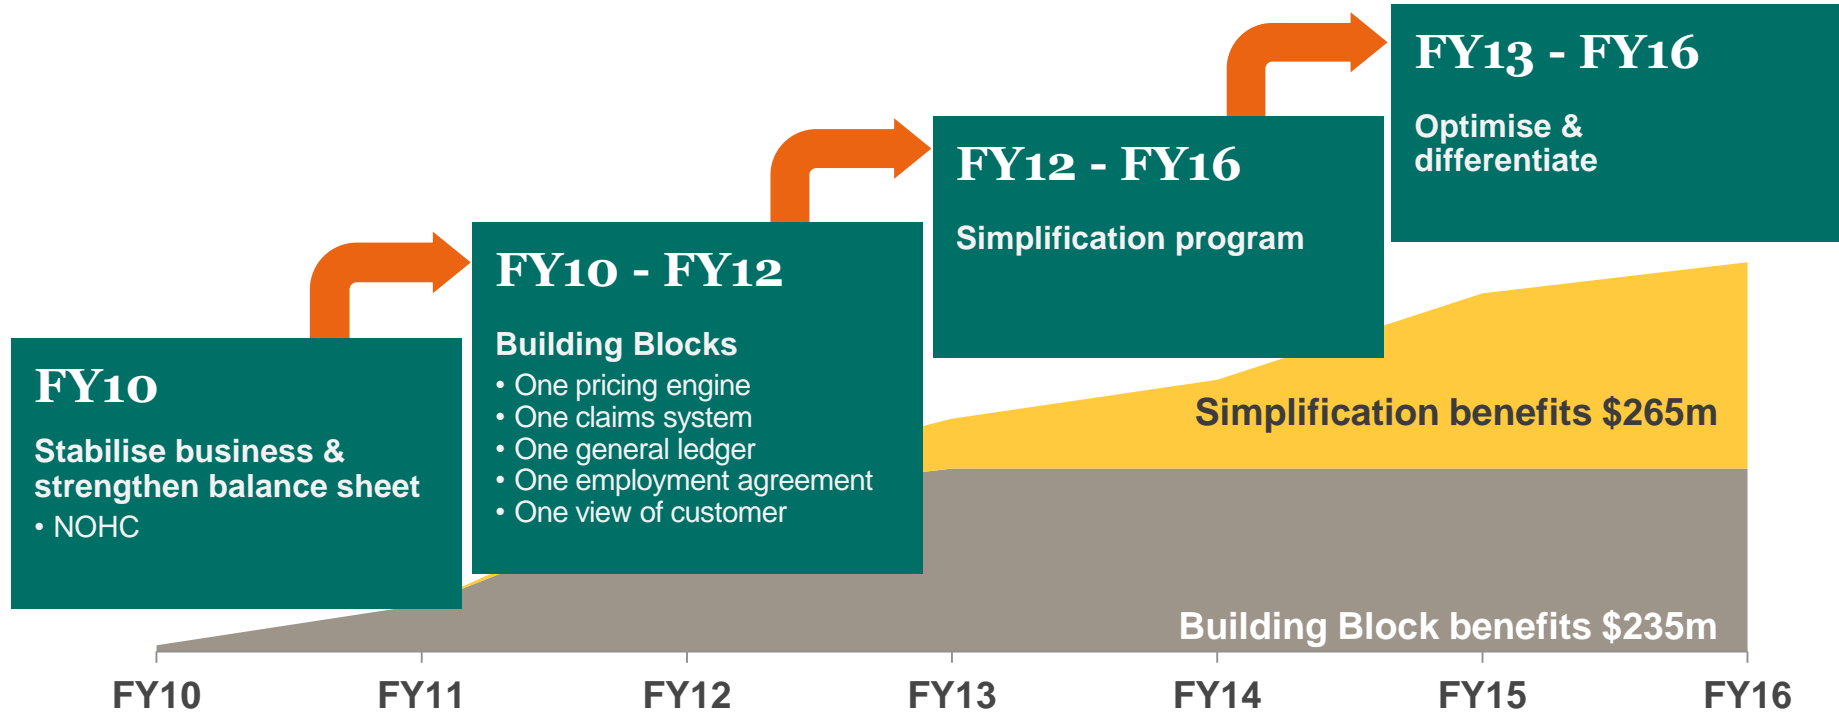 FY10
Stabilise business &
strengthen balance sheet
• NOHC
FY10 - FY12
Building Blocks
• One pricing engine
• One claims system
• One general ledger
• One employment agreement
• One view of customer
FY12 - FY16
Simplification program
FY13 - FY16
Optimise &
differentiate
Simplification benefits $265m
Building Block benefits $235m
FY10 FY11 FY12 FY13 FY14 FY15 FY16